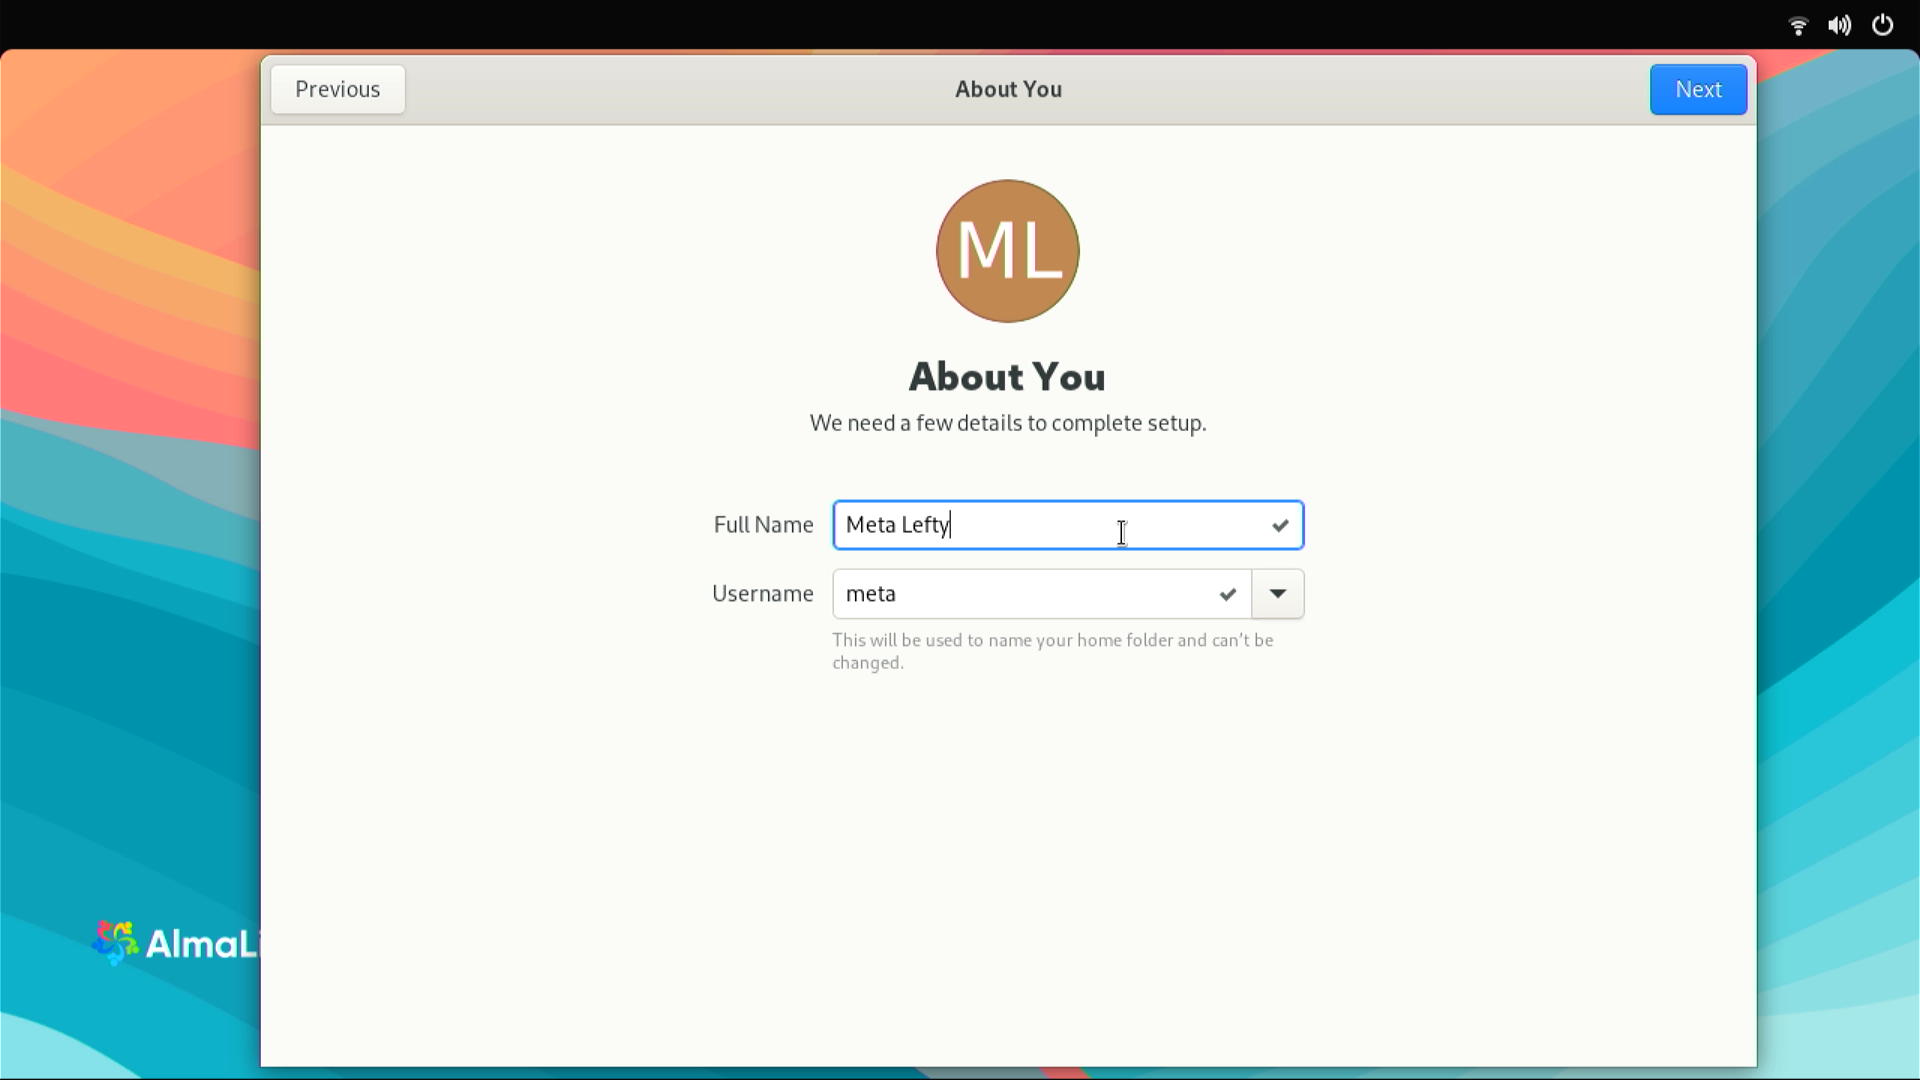 Previous
About You
Next
ML
About You
We need a few details to complete setup.
Full Name
Meta Lefty
Username
meta
This will be used to name your home folder and can't be
changed.
AlmaLi